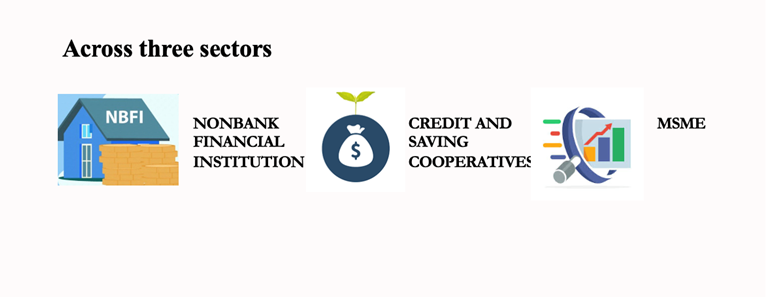 Across three sectors
NBFI
NONBANK
FINANCIAL
INSTITUTION
CREDIT AND
SAVING
COOPERATIVES
MSME